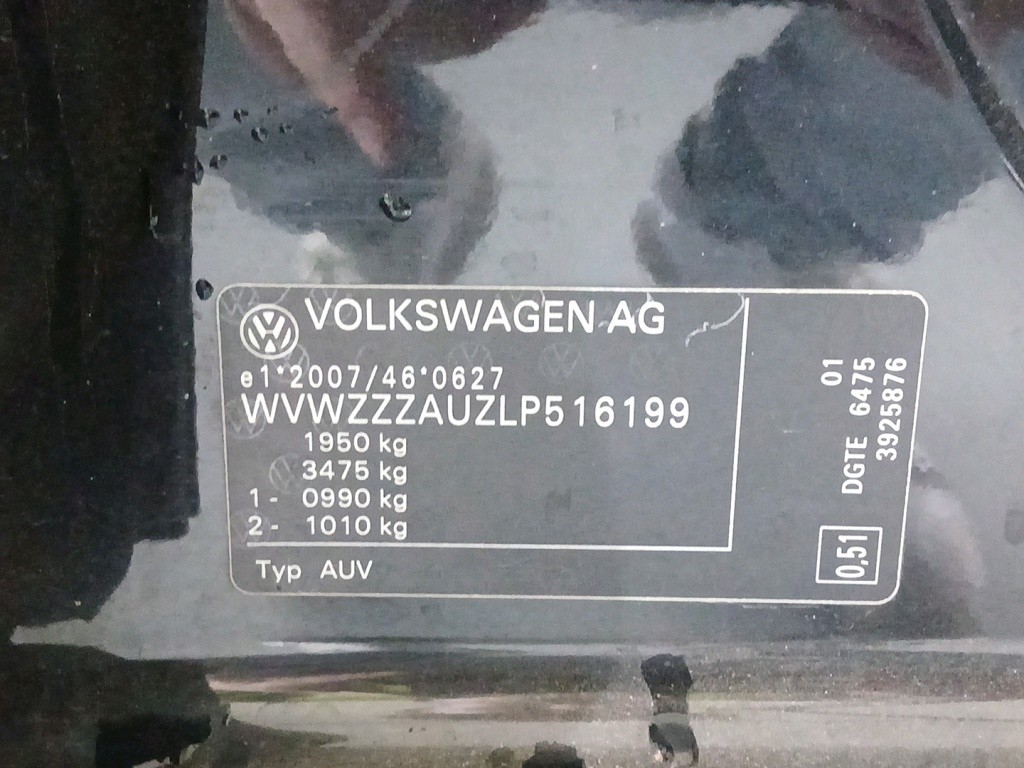 VOLKSWAGEN AG
e1*2007/46*0627
WVWZZZAUZLP516199
1950 kg
3475 kg
1- 0990 kg
2- 1010 kg
Typ AUV
01
DGTE 6475
3925876
0,51